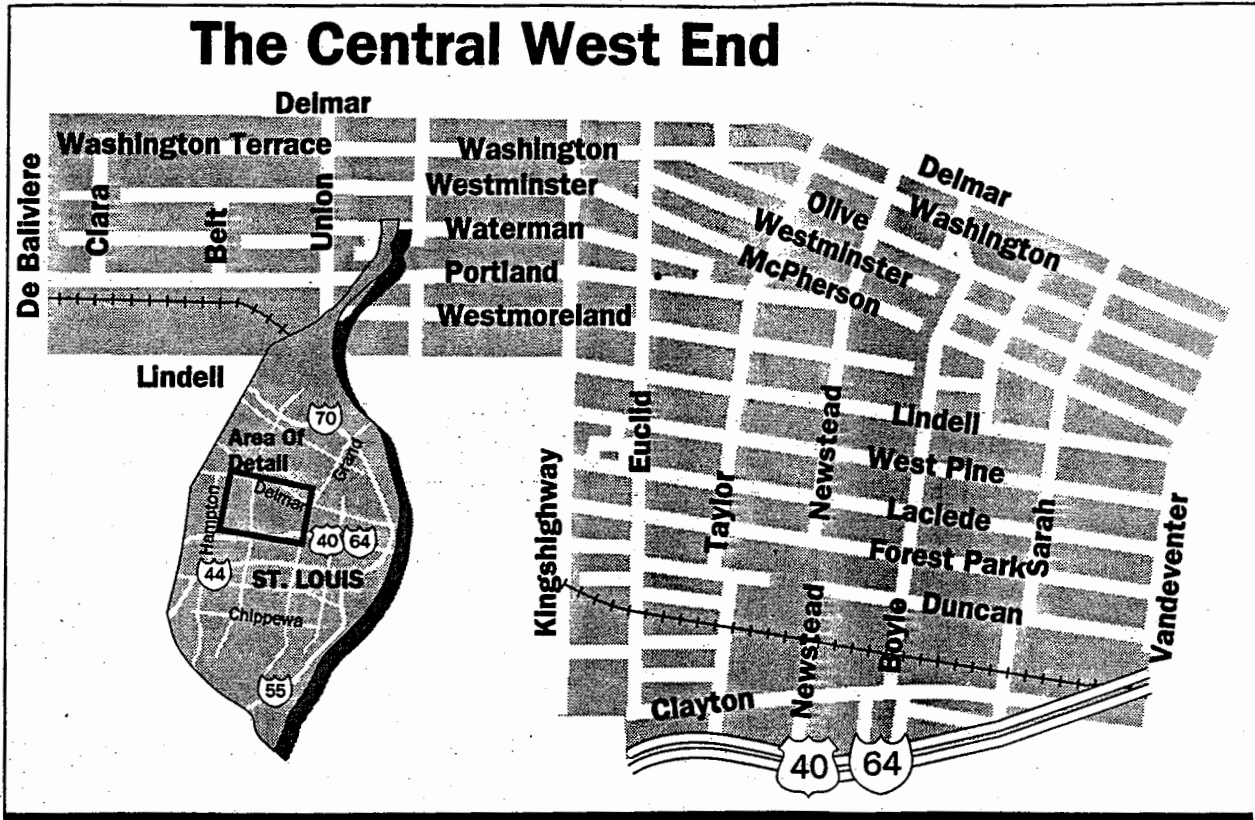 The Central West End
Delmar
Washington Terrace
Washington
Westminster
Waterman
Portland
Westmoreland
De Baliviere
Clara
Belt
Union
Lindell
Delmar
Washington
Olive
Westminster
McPherson
Lindell
West Pine
Laclede
Forest Park
Duncan
Clayton
Kingshighway
Euclid
Taylor
Newstead
Newstead
Boyle
Sarah
Vandeventer
40
64
70
Area Of
Detail
Grand
Delmar
Hampton
40
64
44
ST. LOUIS
Chippewa
55